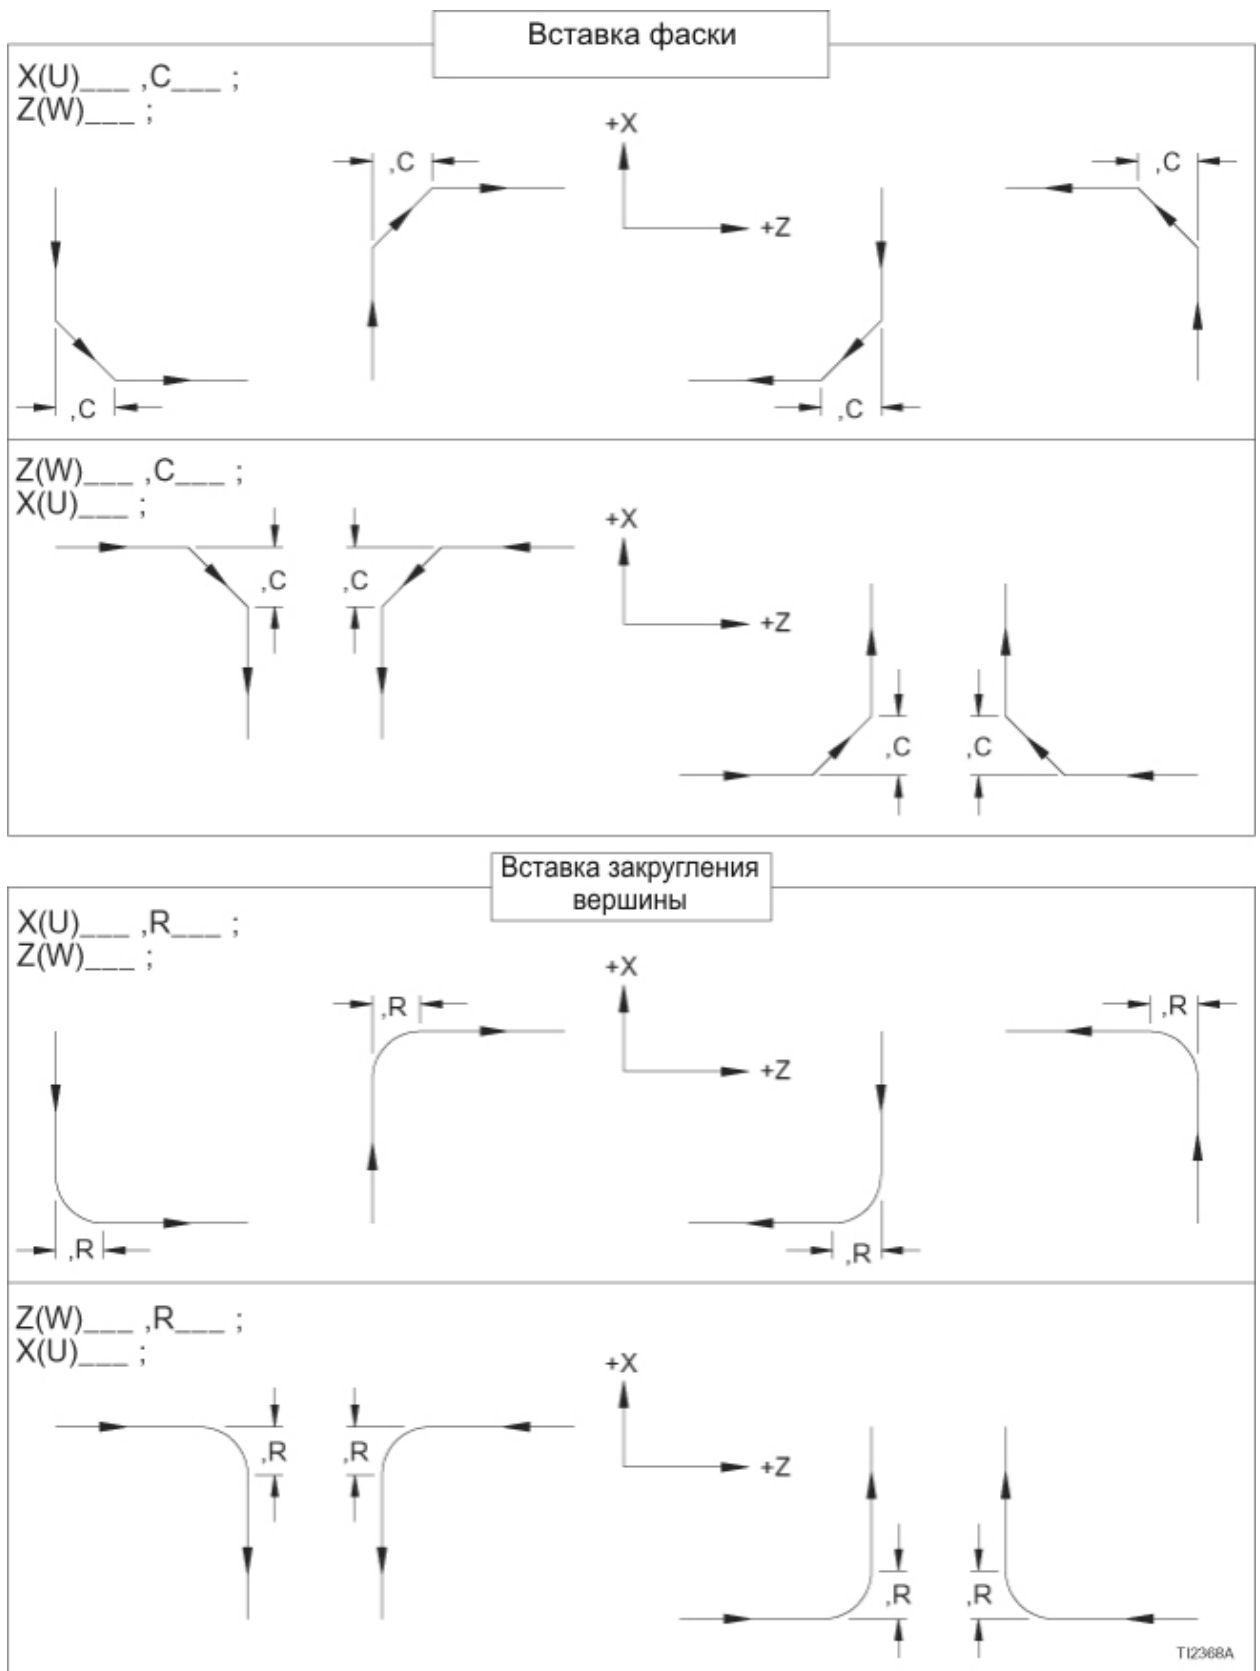 Вставка фаски
X(U)___ ,C___ ;
Z(W)___ ;
+X
,C
,C
+Z
,C
,C
Z(W)___ ,C___ ;
X(U)___ ;
+X
,C
,C
+Z
,C
,C
Вставка закругления
вершины
X(U)___ ,R___ ;
Z(W)___ ;
+X
,R
,R
+Z
,R
,R
Z(W)___ ,R___ ;
X(U)___ ;
+X
,R
,R
+Z
,R
,R
TI2368A